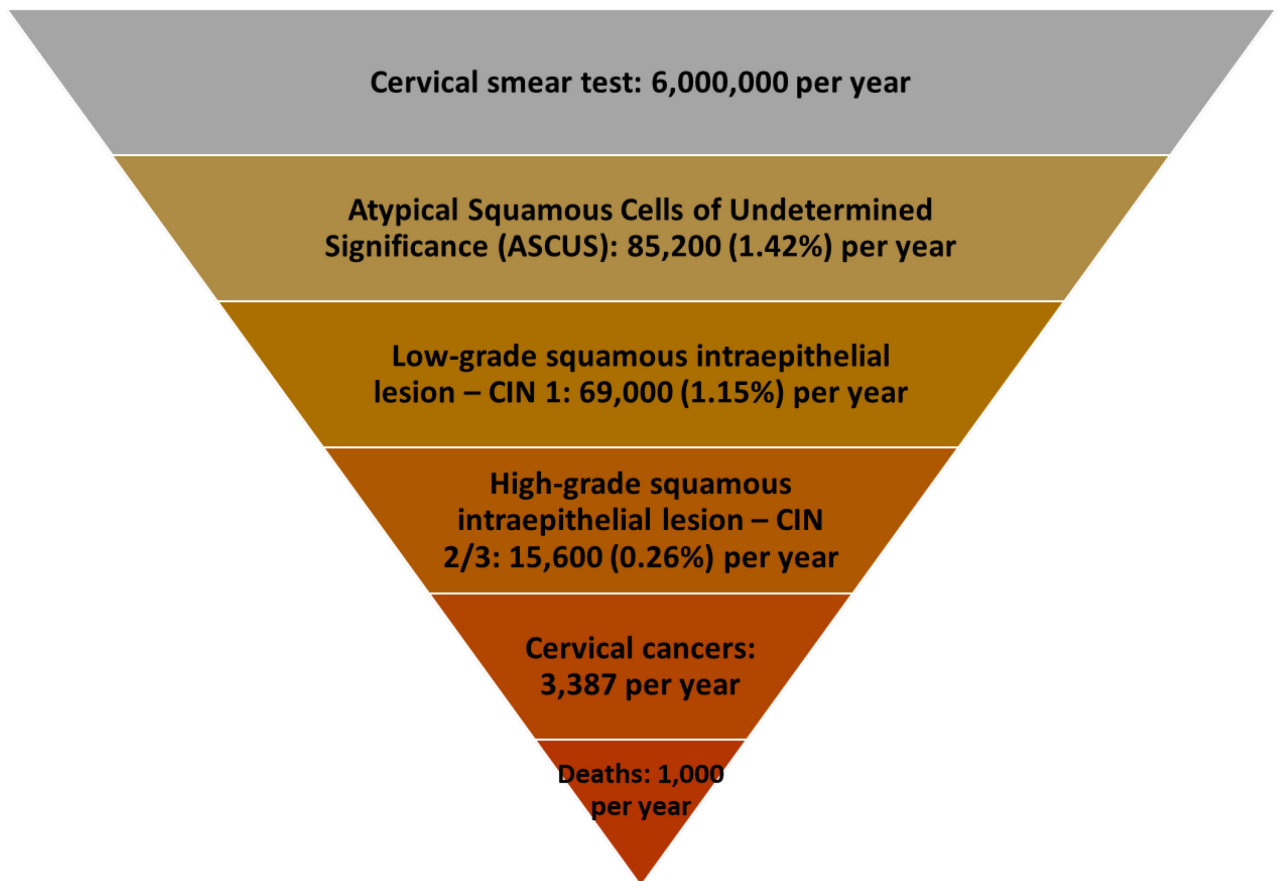 Cervical smear test: 6,000,000 per year
Atypical Squamous Cells of Undetermined
Significance (ASCUS): 85,200 (1.42%) per year
Low-grade squamous intraepithelial
lesion – CIN 1: 69,000 (1.15%) per year
High-grade squamous
intraepithelial lesion – CIN
2/3: 15,600 (0.26%) per year
Cervical cancers:
3,387 per year
Deaths: 1,000
per year